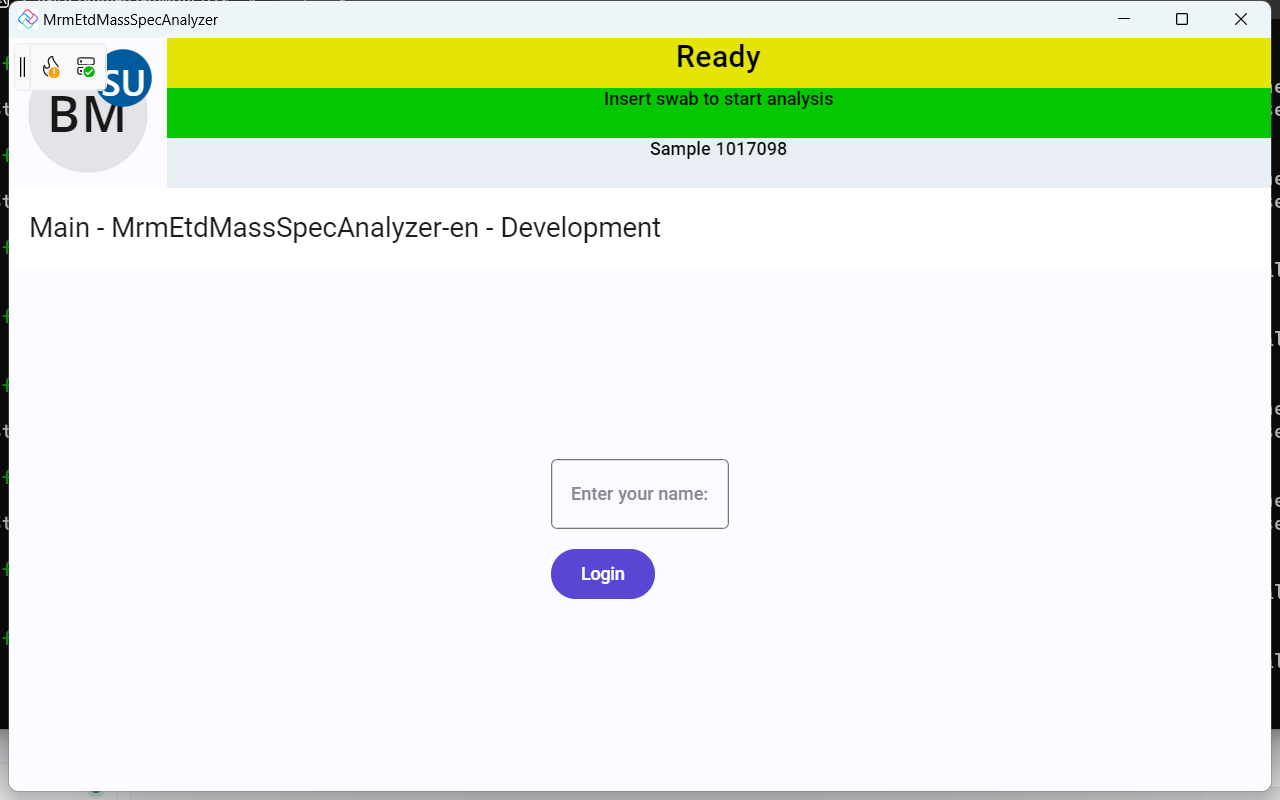 MrmEtdMassSpecAnalyzer
SU
BM
Ready
Insert swab to start analysis
Sample 1017098
Main - MrmEtdMassSpecAnalyzer-en - Development
Enter your name:
Login